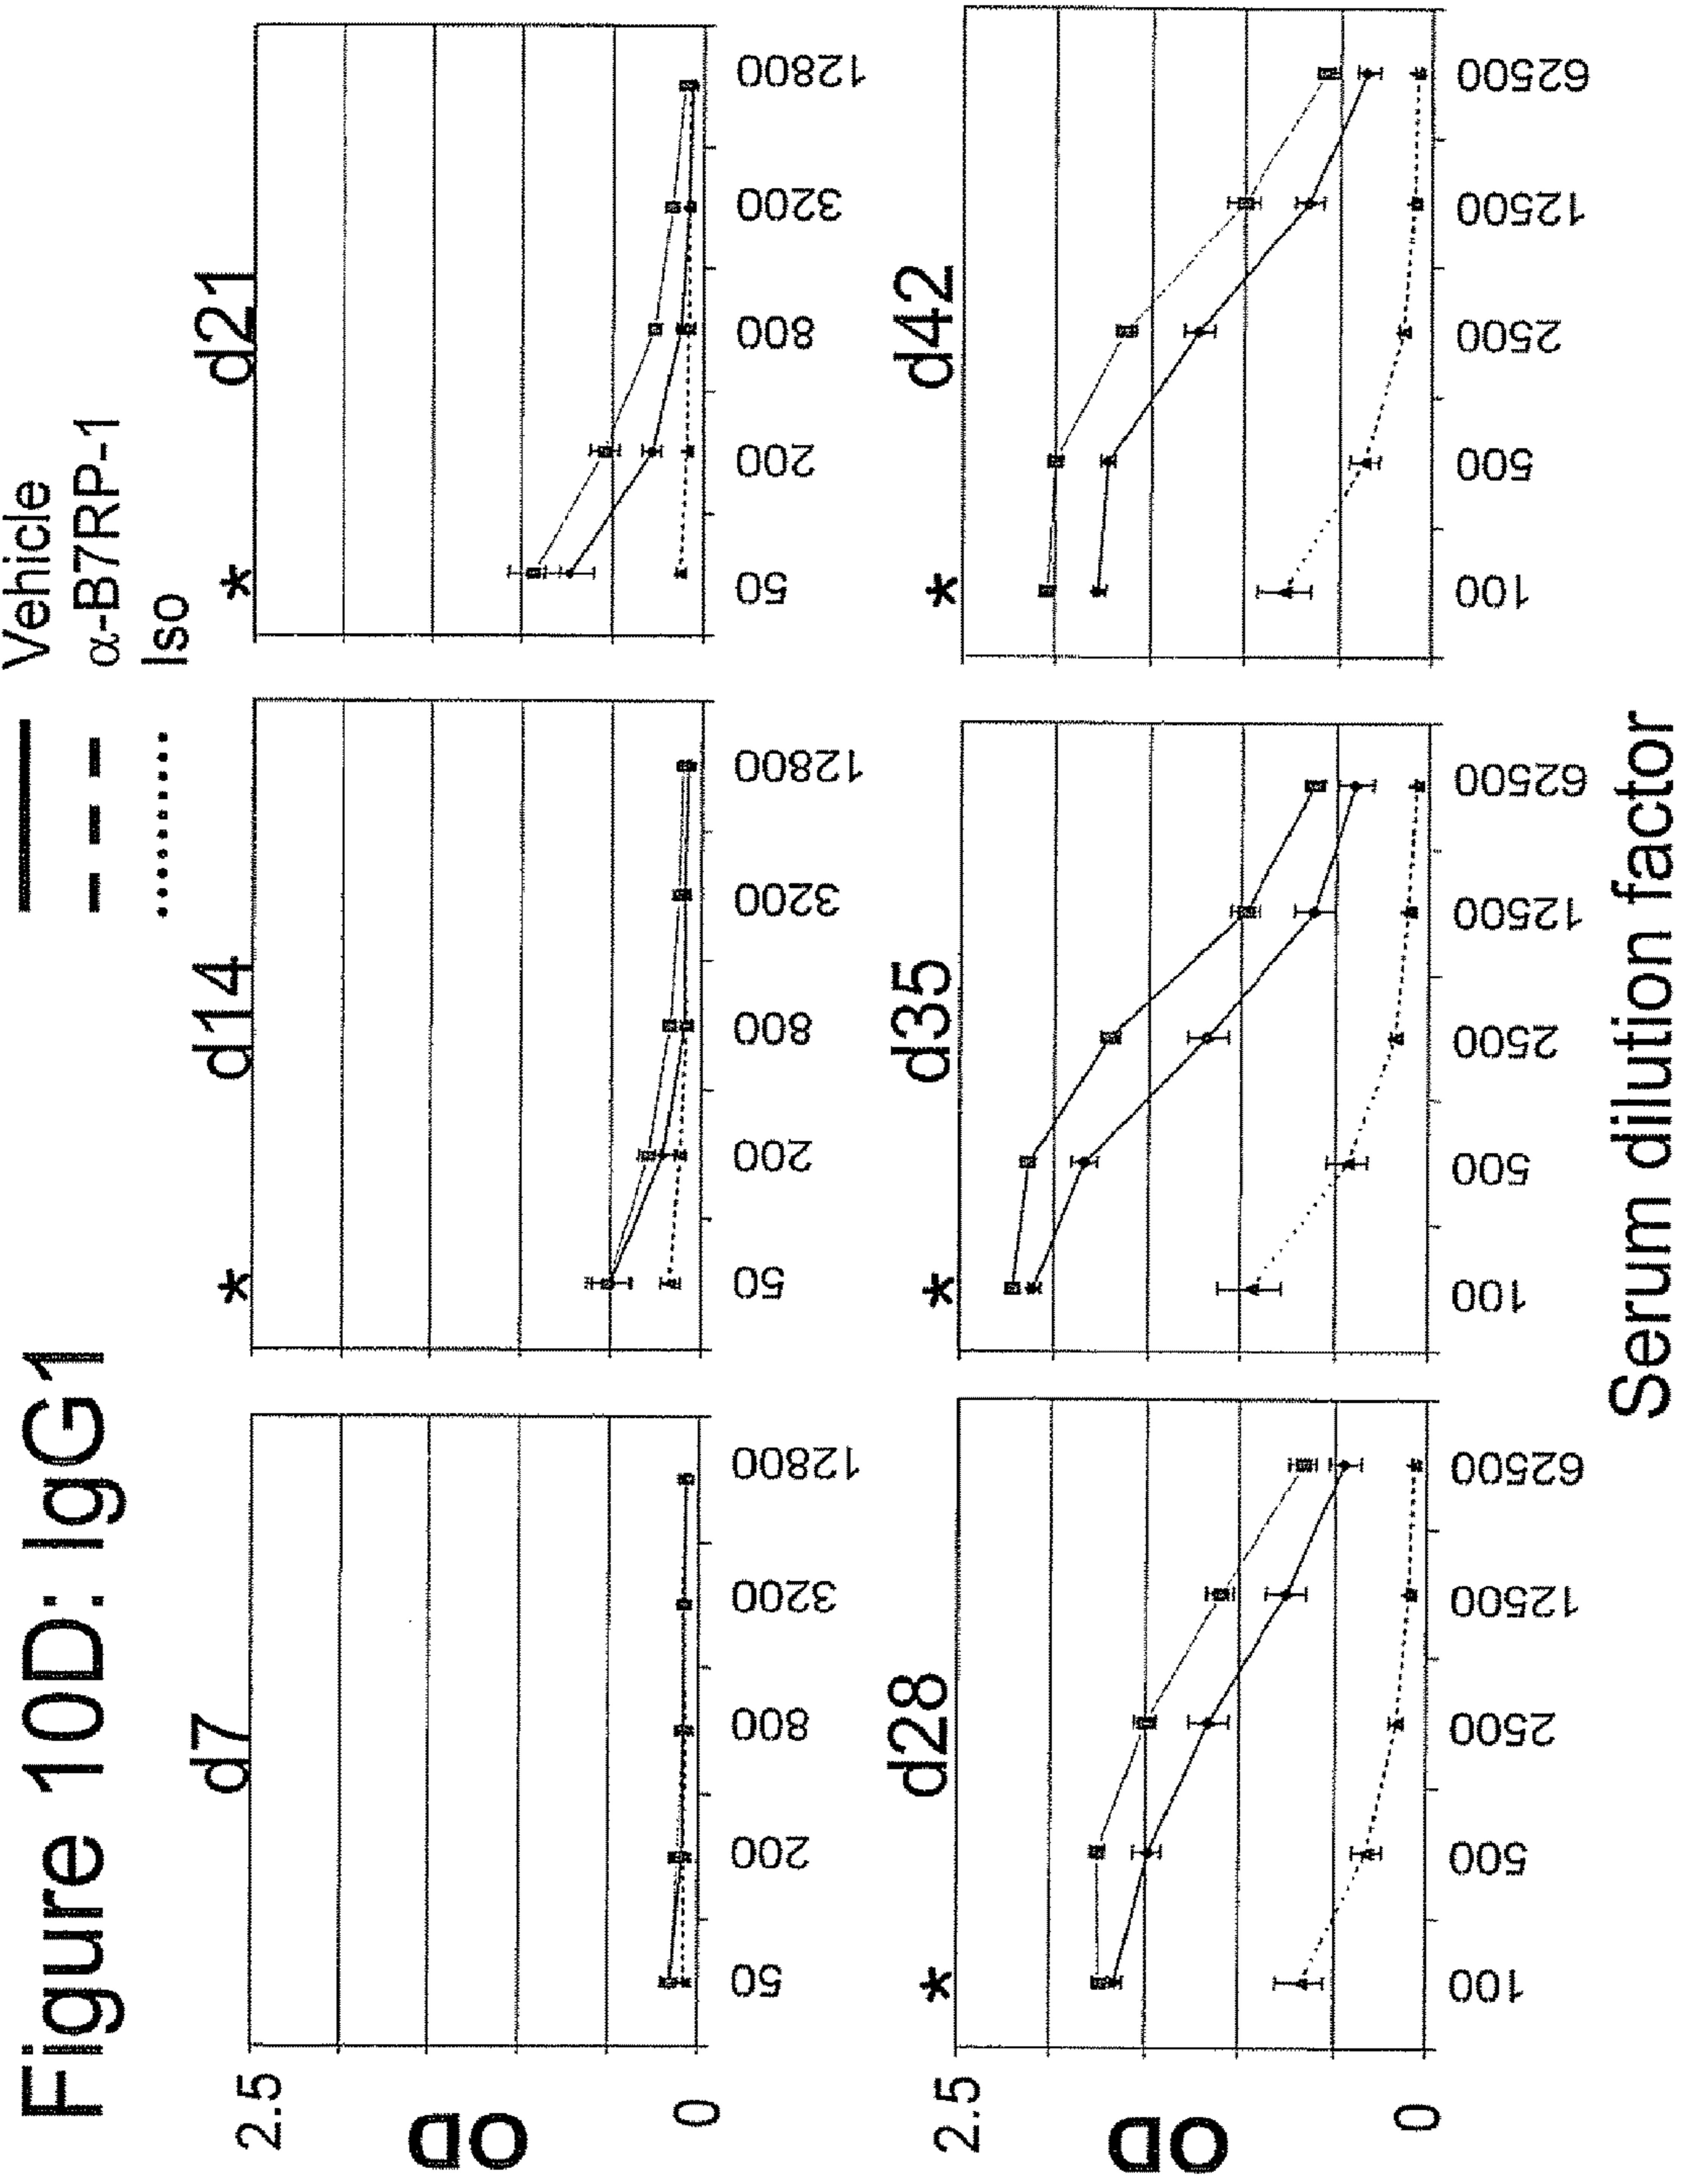 Figure 10D: IgG1
Vehicle
α-B7RP-1
Iso
d7
d14
*
d21
*
2.5
OD
0
50 200 800 3200 12800
50 200 800 3200 12800
50 200 800 3200 12800
d28
*
d35
*
d42
*
2.5
OD
0
100 500 2500 12500 62500
100 500 2500 12500 62500
100 500 2500 12500 62500
Serum dilution factor